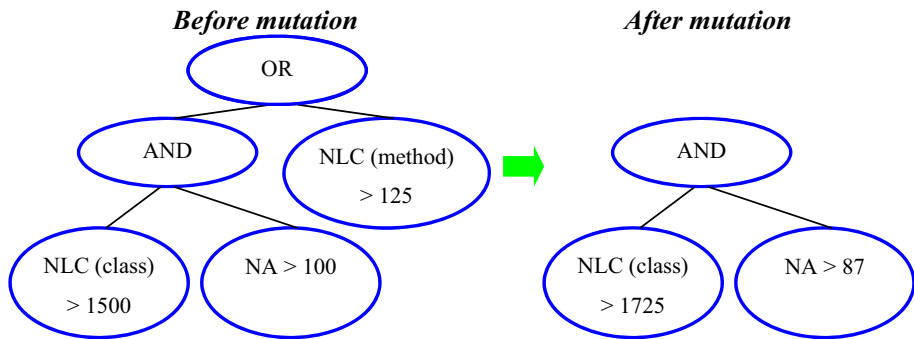 Before mutation
OR
AND
NLC (method)
> 125
NLC (class)
> 1500
NA > 100
After mutation
AND
NLC (class)
> 1725
NA > 87